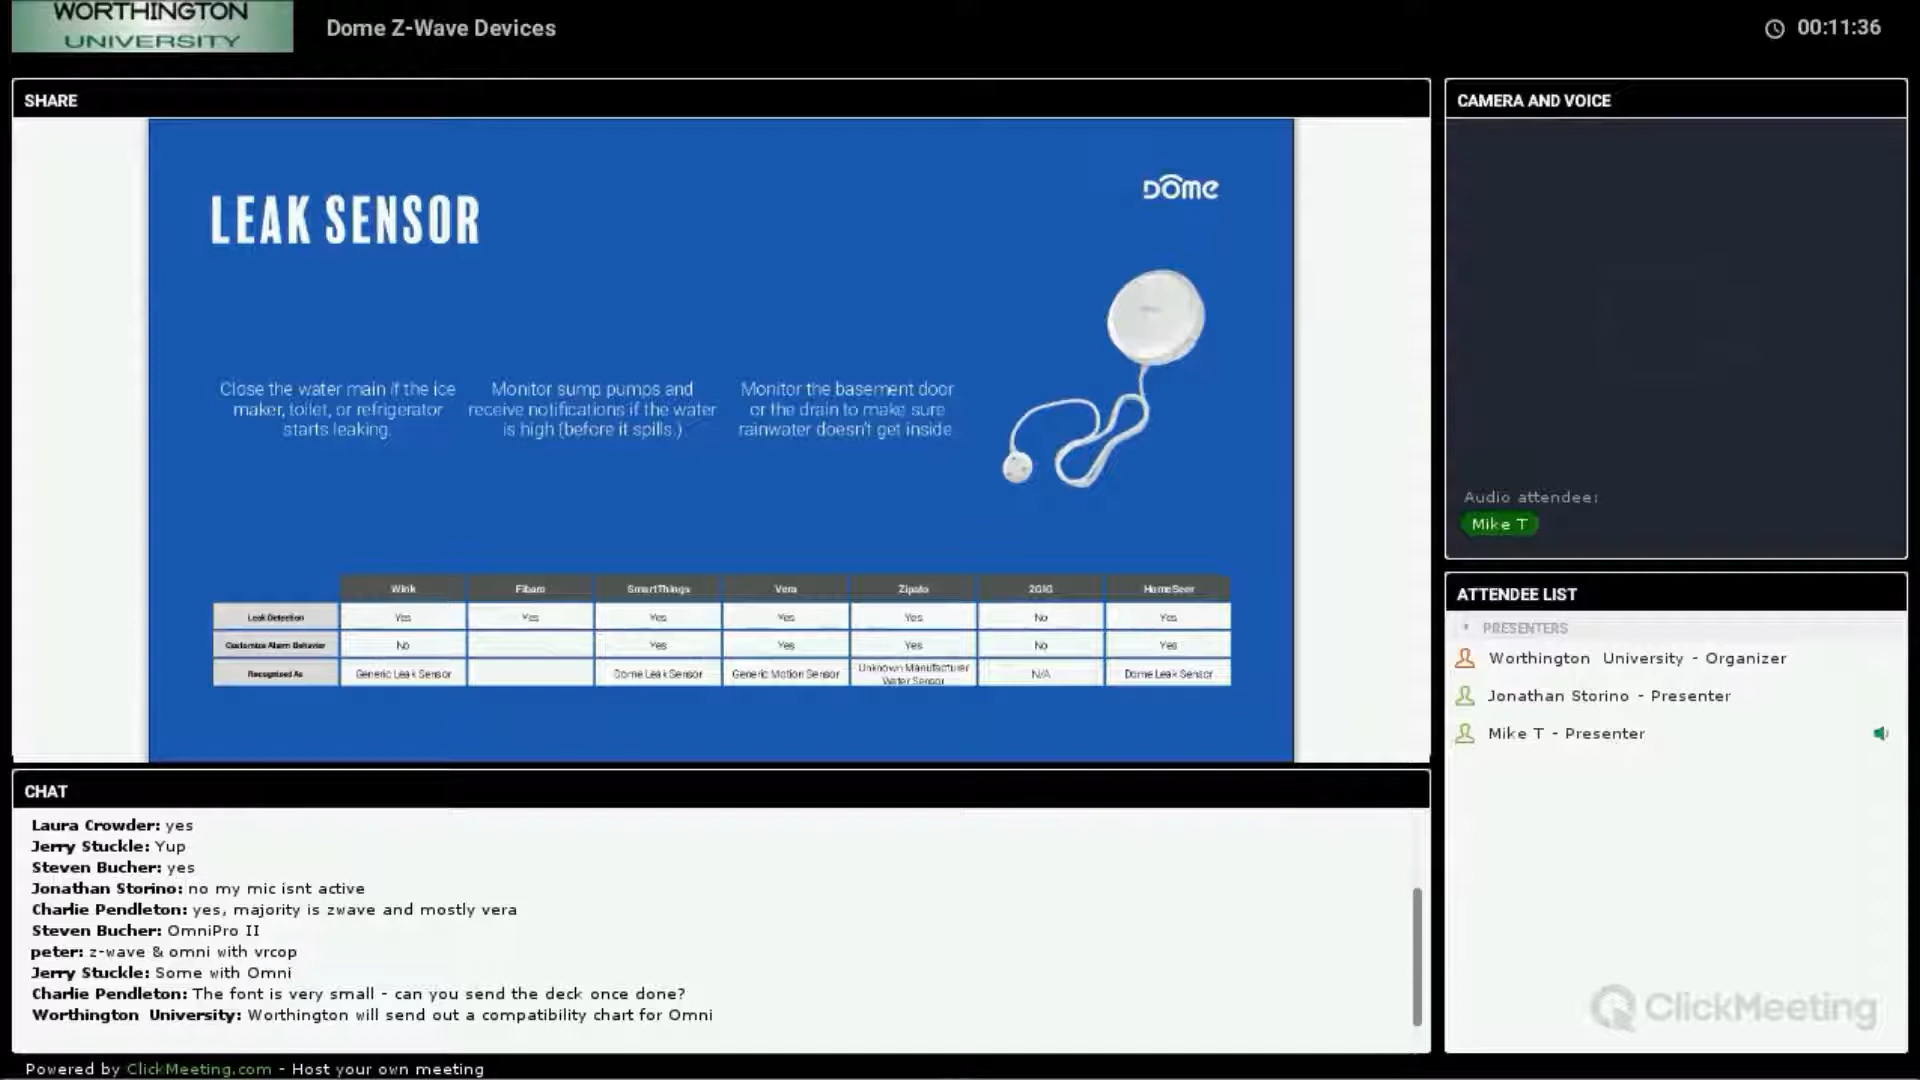 WORTHINGTON
UNIVERSITY
Dome Z-Wave Devices
00:11:36
SHARE
LEAK SENSOR
DOME
Close the water main if the ice
maker, toilet, or refrigerator
starts leaking.
Monitor sump pumps and
receive notifications if the water
is high (before it spills.)
Monitor the basement door
or the drain to make sure
rainwater doesn't get inside.
Wink Fibaro SmartThings Vera Zipato 2GIG HomeSeer
Leak Detection Yes Yes Yes Yes Yes No Yes
Customize Alarm Behavior No Yes Yes Yes No Yes
Recognized As Generic Leak Sensor Dome Leak Sensor Generic Motion Sensor Unknown Manufacturer Water Sensor N/A Dome Leak Sensor
CAMERA AND VOICE
Audio attendee:
Mike T
ATTENDEE LIST
PRESENTERS
Worthington University - Organizer
Jonathan Storino - Presenter
Mike T - Presenter
ClickMeeting
CHAT
Laura Crowder: yes
Jerry Stuckle: Yup
Steven Bucher: yes
Jonathan Storino: no my mic isnt active
Charlie Pendleton: yes, majority is zwave and mostly vera
Steven Bucher: OmniPro II
peter: z-wave & omni with vrcop
Jerry Stuckle: Some with Omni
Charlie Pendleton: The font is very small - can you send the deck once done?
Worthington University: Worthington will send out a compatibility chart for Omni
Powered by ClickMeeting.com - Host your own meeting